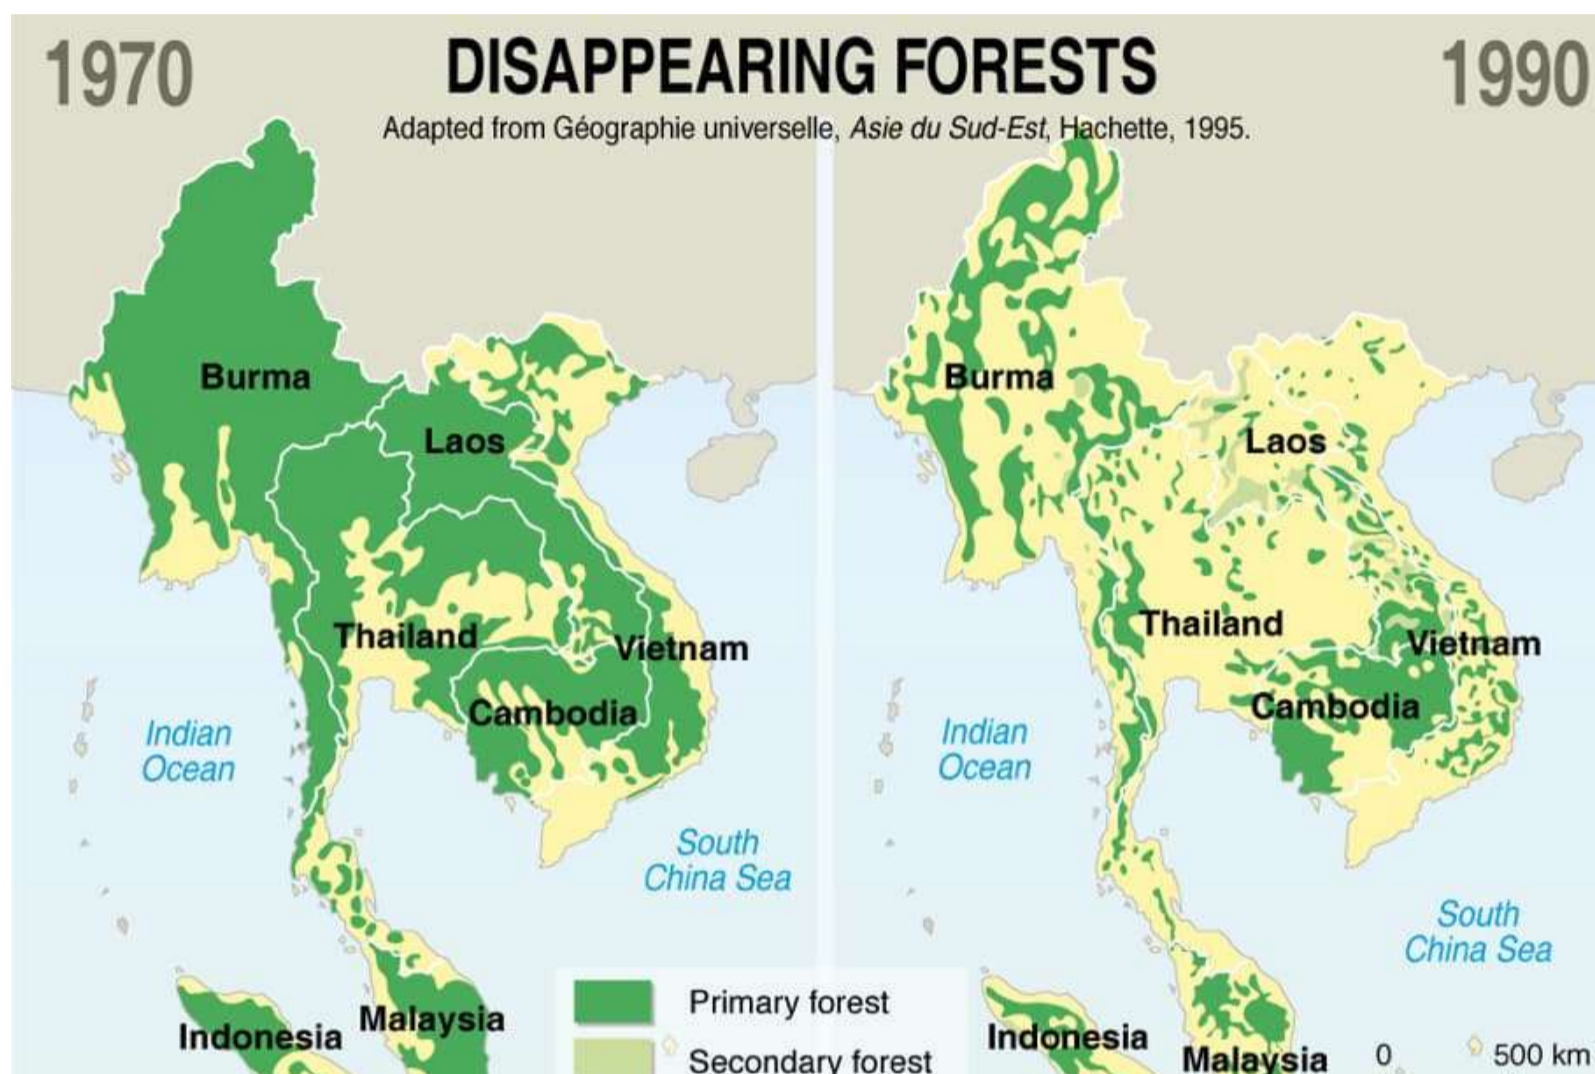 1970
DISAPPEARING FORESTS
1990
Adapted from Géographie universelle, Asie du Sud-Est, Hachette, 1995.
Burma
Laos
Thailand
Vietnam
Cambodia
Indian
Ocean
South
China Sea
Indonesia
Malaysia
Burma
Laos
Thailand
Vietnam
Cambodia
Indian
Ocean
South
China Sea
Indonesia
Malaysia
Primary forest
Secondary forest
0
500 km